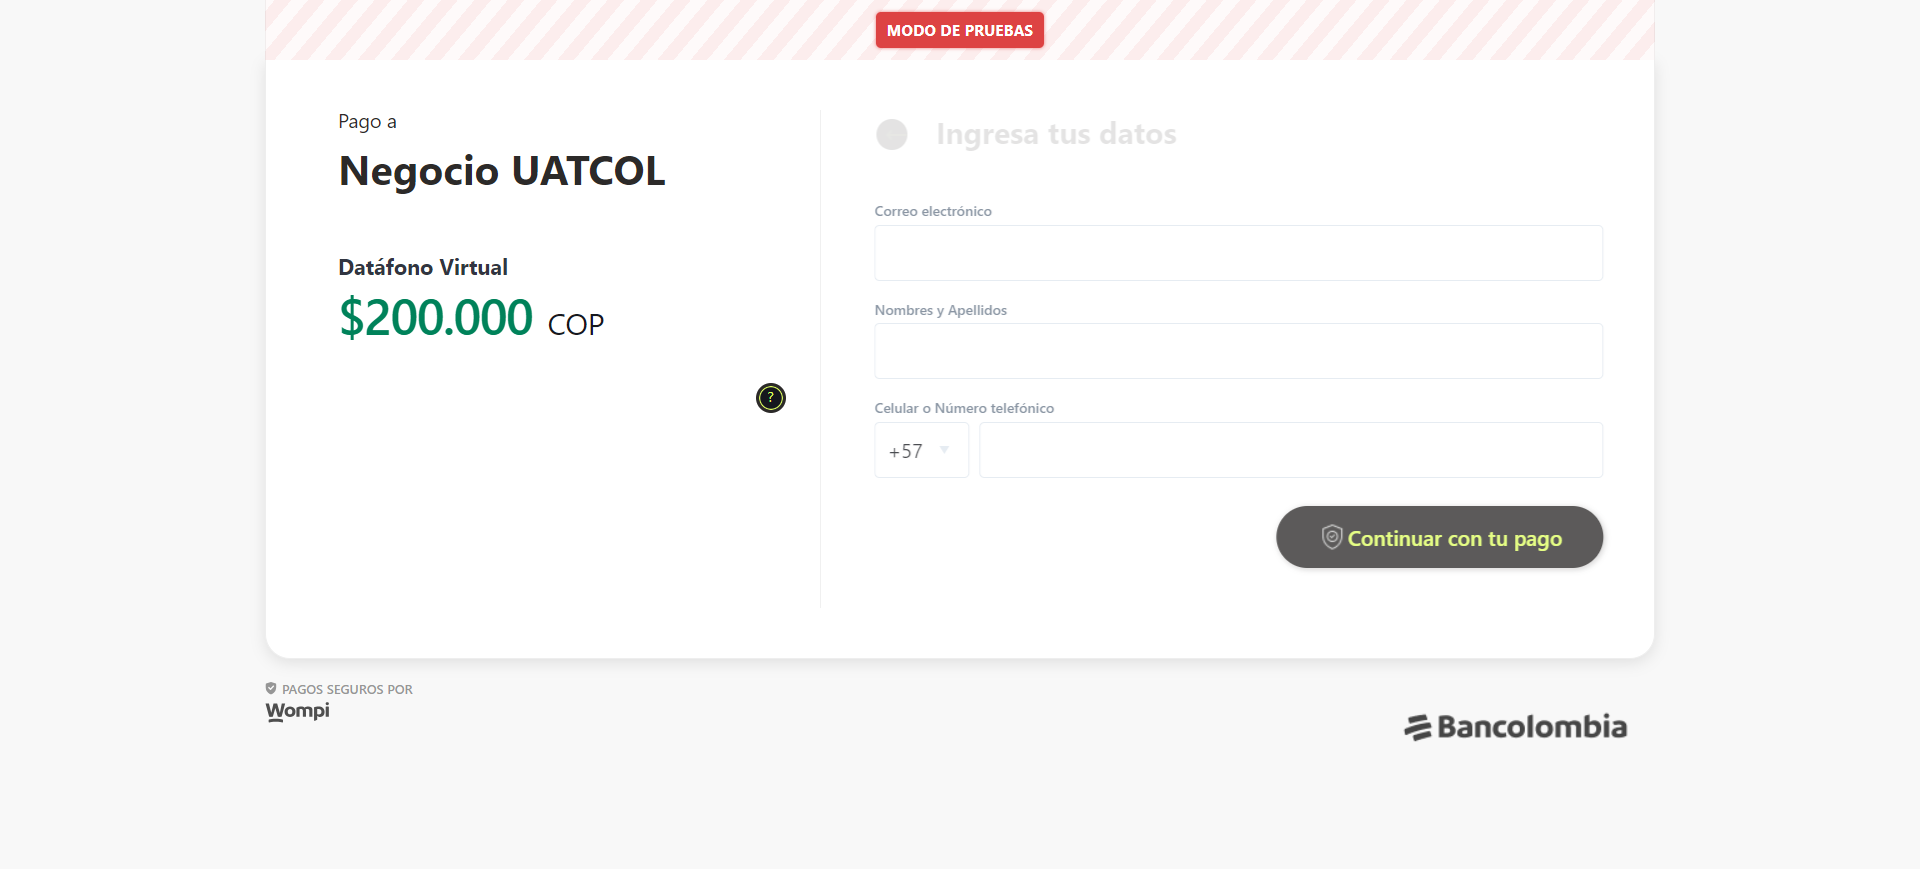 MODO DE PRUEBAS
Pago a
Negocio UATCOL
Datáfono Virtual
$200.000 COP
?
Ingresa tus datos
Correo electrónico
Nombres y Apellidos
Celular o Número telefónico
+57
Continuar con tu pago
PAGOS SEGUROS POR
Wompi
Bancolombia